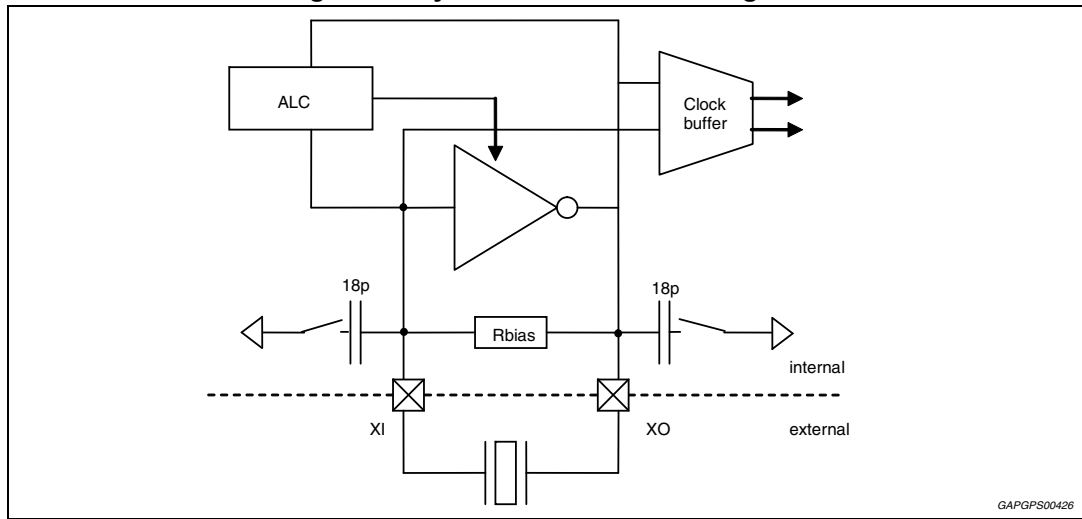 ALC
Clock
buffer
18p
18p
Rbias
internal
XI
XO
external
GAPGPS00426